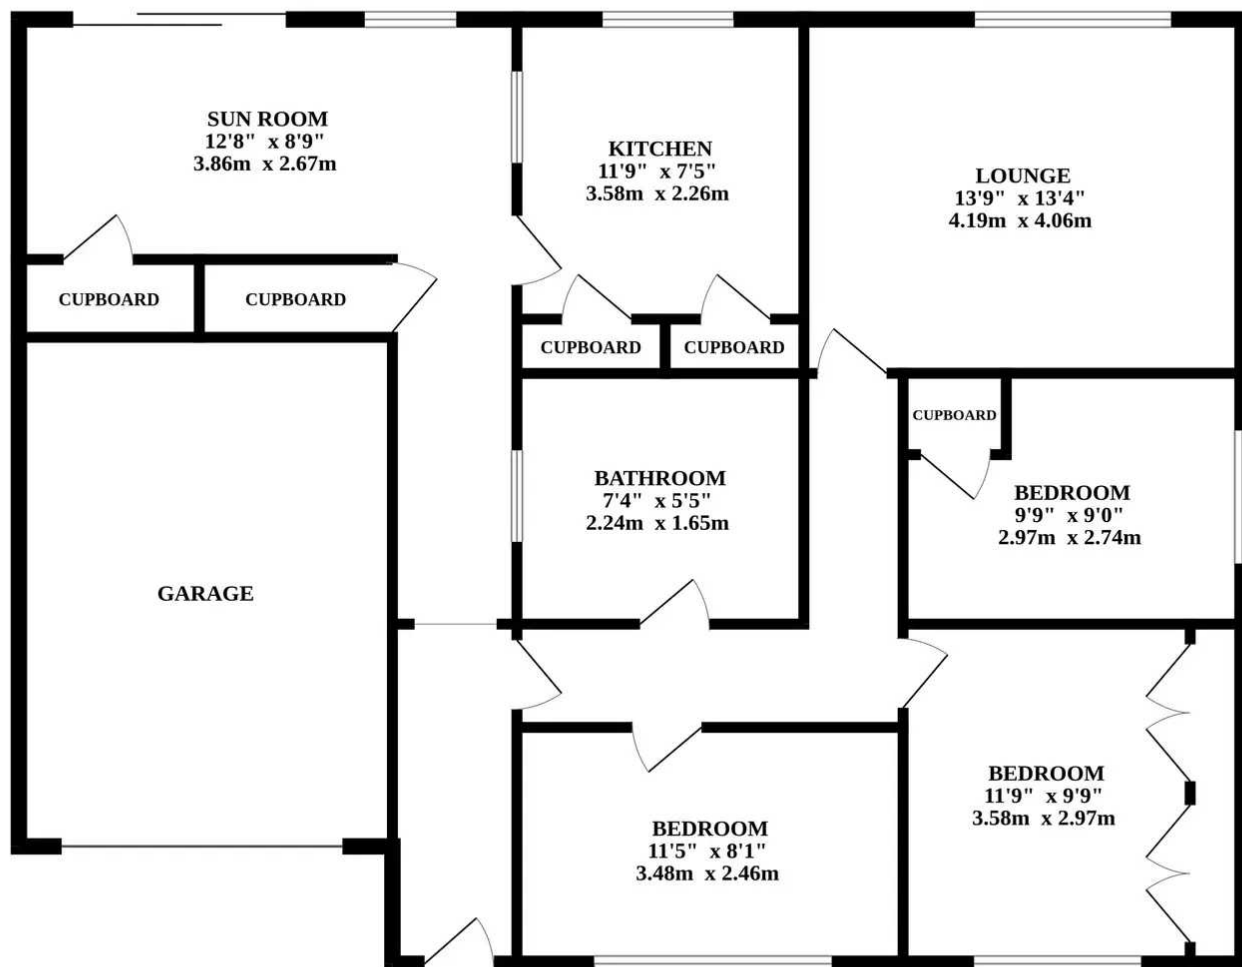 SUN ROOM
12'8" x 8'9"
3.86m x 2.67m
KITCHEN
11'9" x 7'5"
3.58m x 2.26m
LOUNGE
13'9" x 13'4"
4.19m x 4.06m
CUPBOARD
CUPBOARD
CUPBOARD
CUPBOARD
CUPBOARD
BATHROOM
7'4" x 5'5"
2.24m x 1.65m
BEDROOM
9'9" x 9'0"
2.97m x 2.74m
GARAGE
BEDROOM
11'9" x 9'9"
3.58m x 2.97m
BEDROOM
11'5" x 8'1"
3.48m x 2.46m